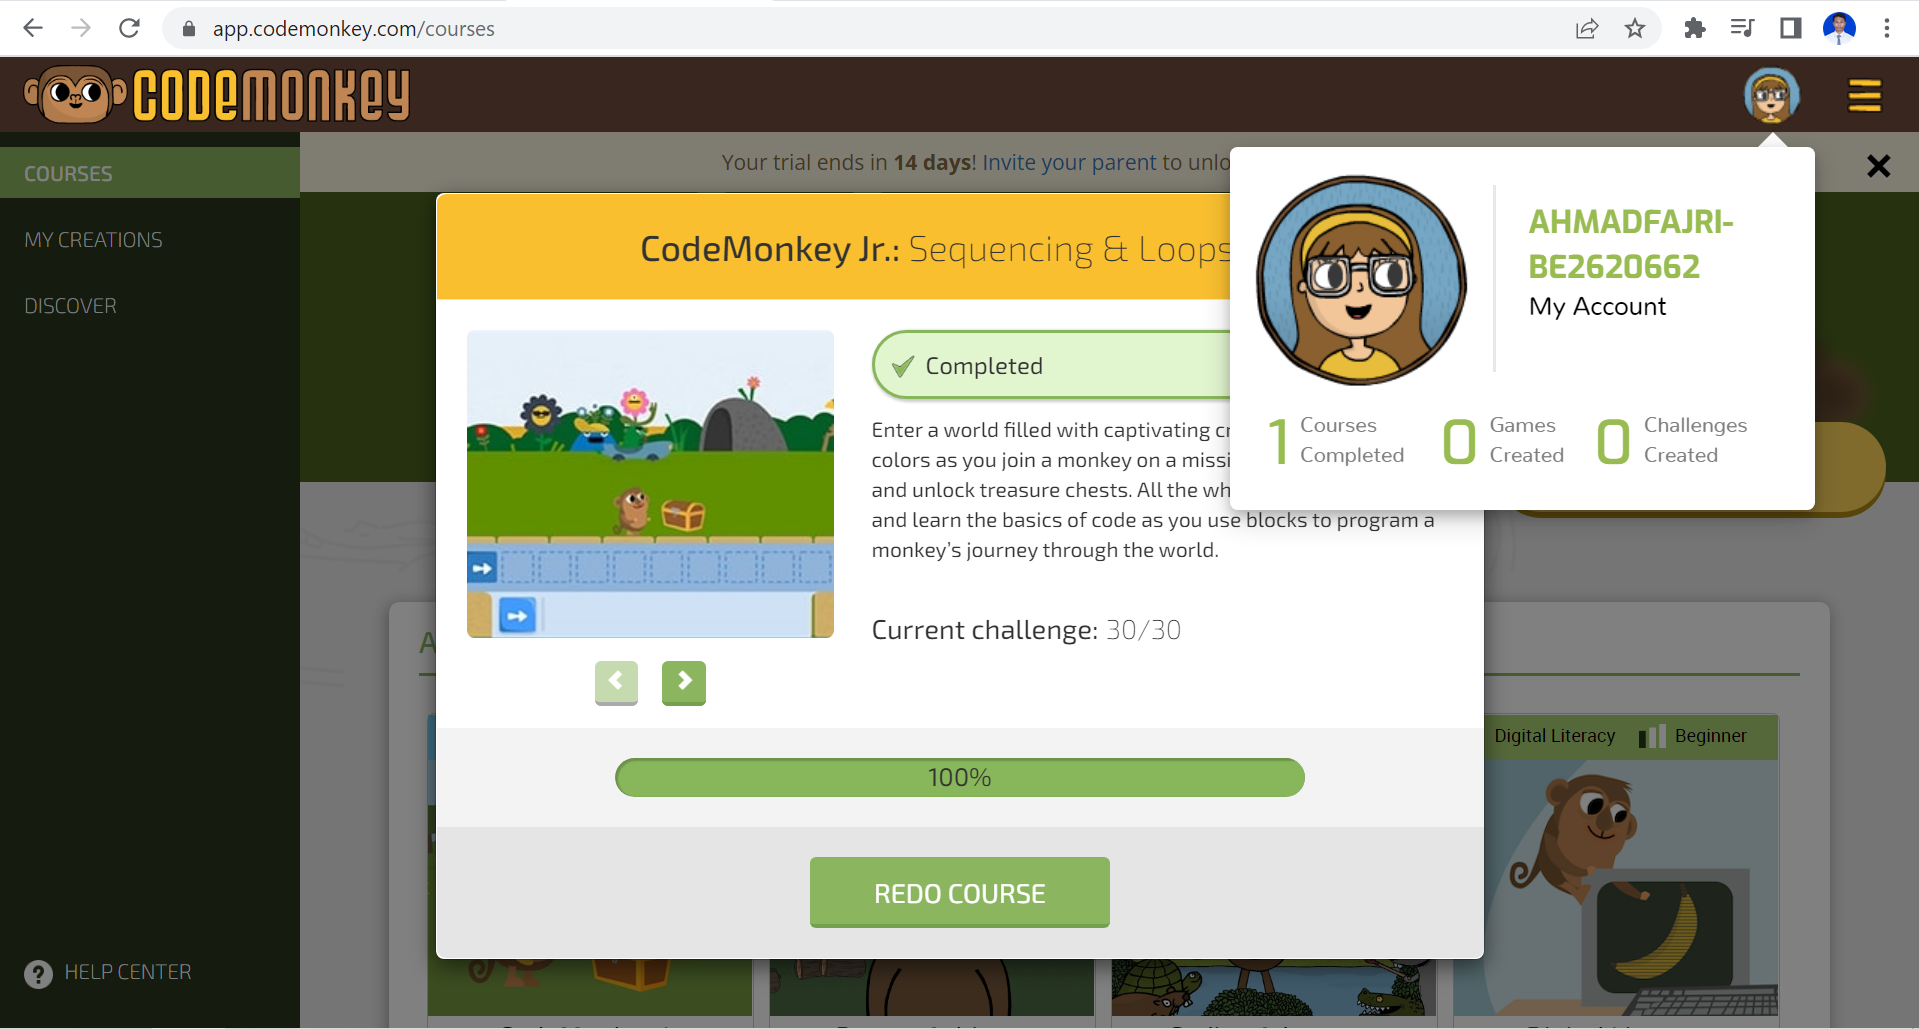 app.codemonkey.com/courses
CODEMONKEY
COURSES
MY CREATIONS
DISCOVER
HELP CENTER
Your trial ends in 14 days! Invite your parent to unlo
CodeMonkey Jr.: Sequencing & Loops
Completed
Enter a world filled with captivating cr
colors as you join a monkey on a missi
and unlock treasure chests. All the wh
and learn the basics of code as you use blocks to program a
monkey's journey through the world.
Current challenge: 30/30
100%
REDO COURSE
AHMADFAJRI-
BE2620662
My Account
1 Courses Completed
0 Games Created
0 Challenges Created
Digital Literacy Beginner